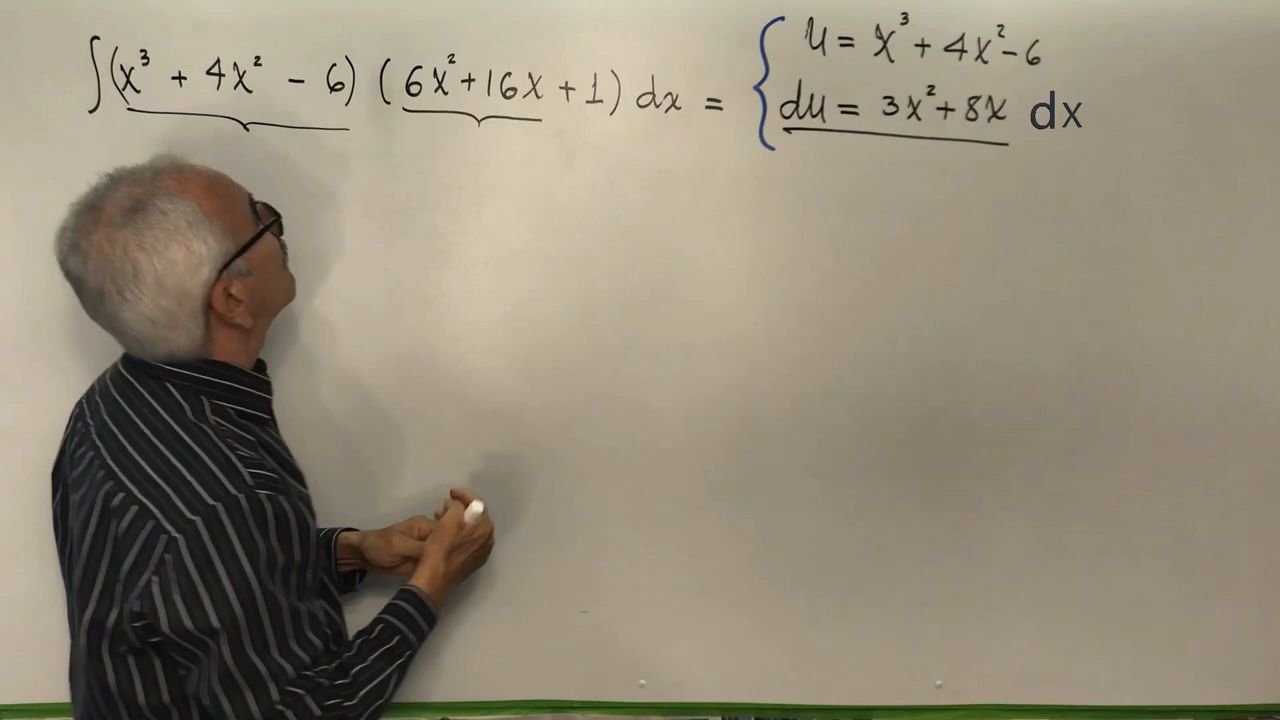 ∫(x³ + 4x² - 6) (6x²+16x + 1) dx = { u = x³ + 4x² - 6
du = 3x² + 8x dx